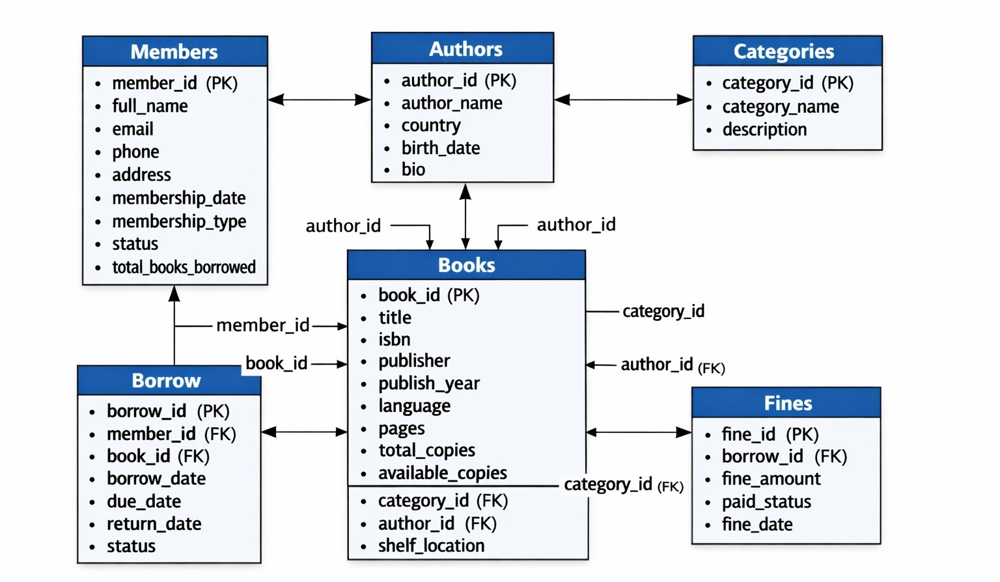 Members
• member_id (PK)
• full_name
• email
• phone
• address
• membership_date
• membership_type
• status
• total_books_borrowed
Authors
• author_id (PK)
• author_name
• country
• birth_date
• bio
Categories
• category_id (PK)
• category_name
• description
author_id
author_id
member_id
book_id
Books
• book_id (PK)
• title
• isbn
• publisher
• publish_year
• language
• pages
• total_copies
• available_copies
• category_id (FK)
• author_id (FK)
• shelf_location
category_id
author_id (FK)
category_id (FK)
Borrow
• borrow_id (PK)
• member_id (FK)
• book_id (FK)
• borrow_date
• due_date
• return_date
• status
Fines
• fine_id (PK)
• borrow_id (FK)
• fine_amount
• paid_status
• fine_date